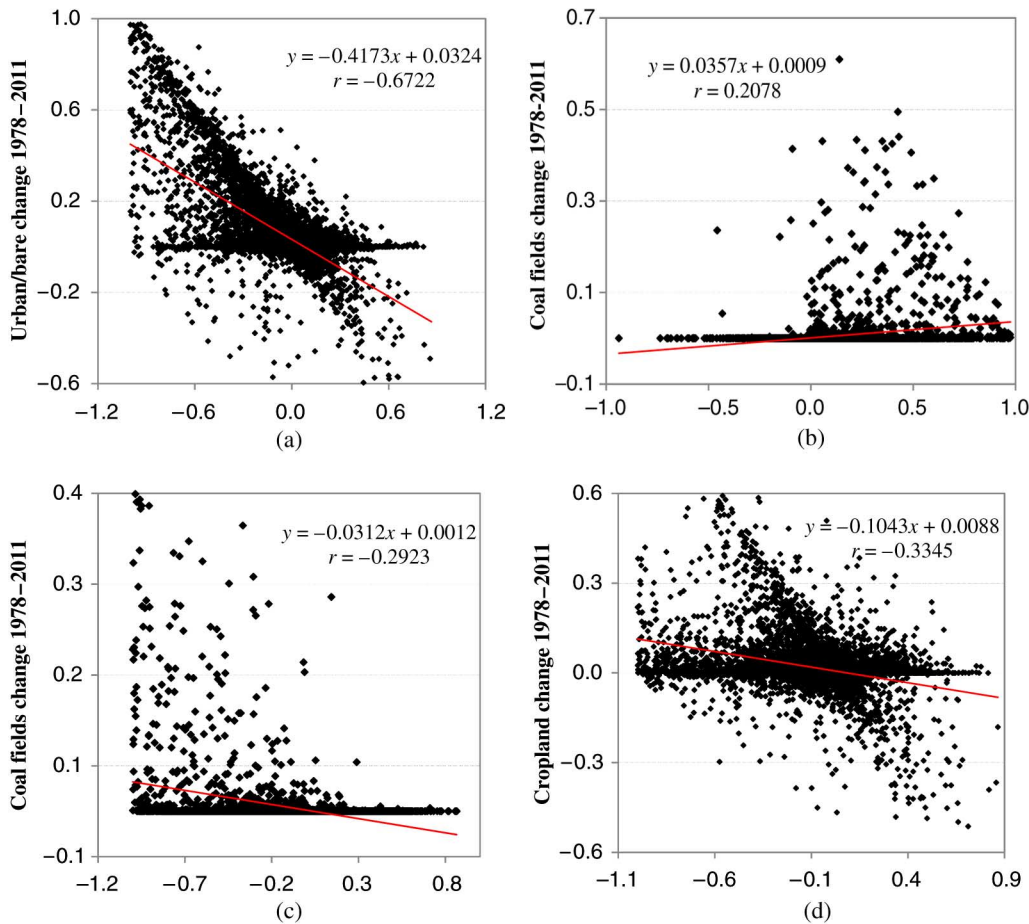 1.0
0.6
0.2
−0.2
−0.6
Urban/bare change 1978−2011
y = −0.4173x + 0.0324
r = −0.6722
−1.2 −0.6 0.0 0.6 1.2
(a)
0.7
0.5
0.3
0.1
−0.1
Coal fields change 1978-2011
y = 0.0357x + 0.0009
r = 0.2078
−1.0 −0.5 0.0 0.5 1.0
(b)
0.4
0.3
0.2
0.1
−0.1
Coal fields change 1978−2011
y = −0.0312x + 0.0012
r = −0.2923
−1.2 −0.7 −0.2 0.3 0.8
(c)
0.6
0.3
0.0
−0.3
−0.6
Cropland change 1978−2011
y = −0.1043x + 0.0088
r = −0.3345
−1.1 −0.6 −0.1 0.4 0.9
(d)